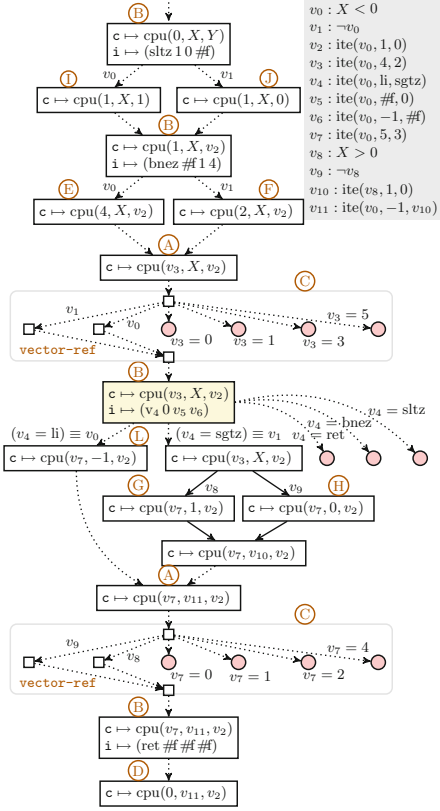 B
c ↦ cpu(0, X, Y)
i ↦ (sltz 1 0 #f)
v₀ : X < 0
v₁ : ¬v₀
v₂ : ite(v₀, 1, 0)
v₃ : ite(v₀, 4, 2)
v₄ : ite(v₀, li, sgtz)
v₅ : ite(v₀, #f, 0)
v₆ : ite(v₀, −1, #f)
v₇ : ite(v₀, 5, 3)
v₈ : X > 0
v₉ : ¬v₈
v₁₀ : ite(v₈, 1, 0)
v₁₁ : ite(v₀, −1, v₁₀)
I v₀ v₁ J
c ↦ cpu(1, X, 1) c ↦ cpu(1, X, 0)
B
c ↦ cpu(1, X, v₂)
i ↦ (bnez #f 1 4)
E v₀ v₁ F
c ↦ cpu(4, X, v₂) c ↦ cpu(2, X, v₂)
A
c ↦ cpu(v₃, X, v₂)
C
v₁ v₀ v₃ = 5
vector-ref v₃ = 0 v₃ = 1 v₃ = 3
B
c ↦ cpu(v₃, X, v₂)
i ↦ (v₄ 0 v₅ v₆)
v₄ = sltz
v₄ = bnez
v₄ = ret
(v₄ = li) ≡ v₀ L (v₄ = sgtz) ≡ v₁
c ↦ cpu(v₇, −1, v₂) c ↦ cpu(v₃, X, v₂)
G v₈ v₉ H
c ↦ cpu(v₇, 1, v₂) c ↦ cpu(v₇, 0, v₂)
c ↦ cpu(v₇, v₁₀, v₂)
A
c ↦ cpu(v₇, v₁₁, v₂)
C
v₉ v₈ v₇ = 4
vector-ref v₇ = 0 v₇ = 1 v₇ = 2
B
c ↦ cpu(v₇, v₁₁, v₂)
i ↦ (ret #f #f #f)
D
c ↦ cpu(0, v₁₁, v₂)